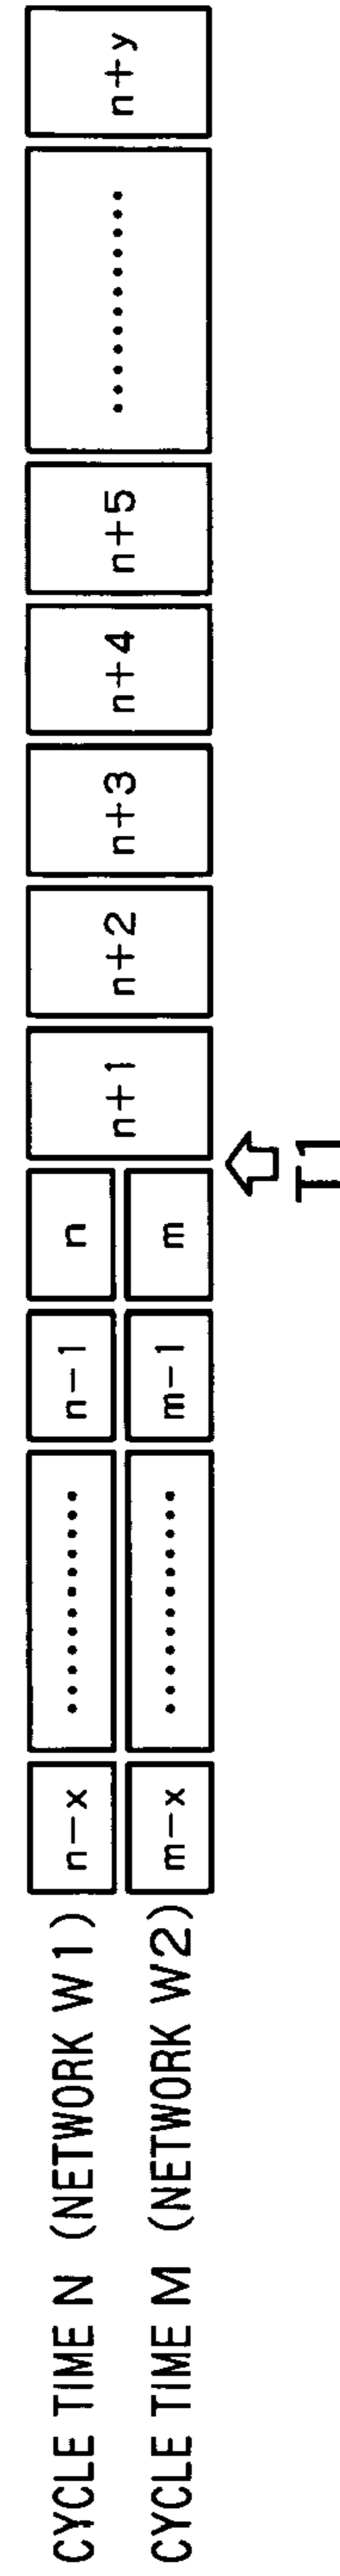 CYCLE TIME N (NETWORK W1) n−x ............ n−1 n n+1 n+2 n+3 n+4 n+5 ............ n+y
CYCLE TIME M (NETWORK W2) m−x ............ m−1 m
T1